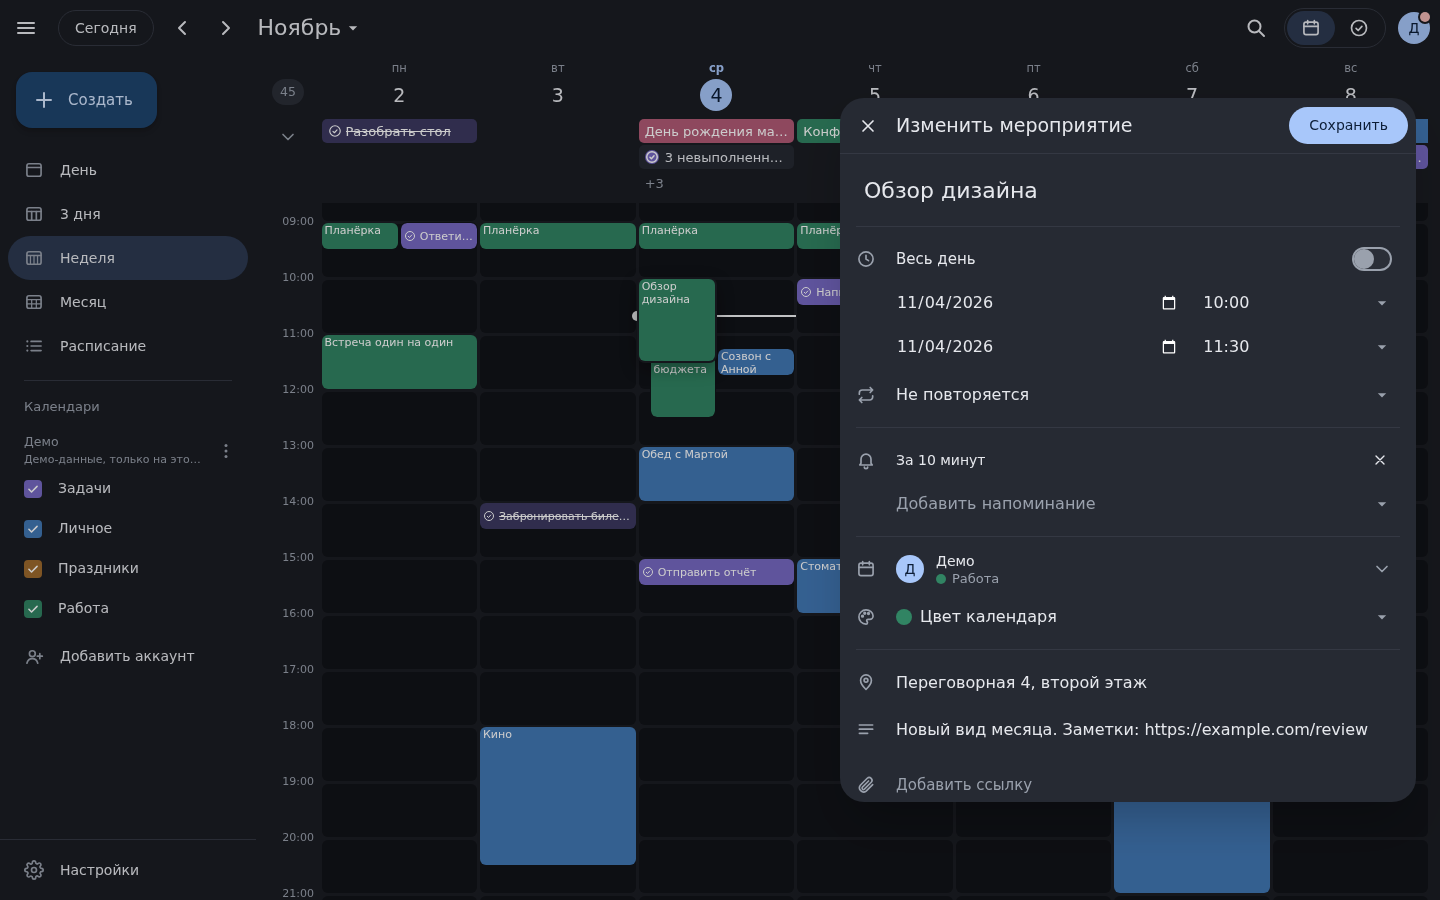 Сегодня
Ноябрь
Д
Создать
День
3 дня
Неделя
Месяц
Расписание
Календари
Демо
Демо-данные, только на это…
Задачи
Личное
Праздники
Работа
Добавить аккаунт
Настройки
45
пн
2
вт
3
ср
4
чт
5
пт
6
сб
7
вс
8
Разобрать стол
День рождения ма…
3 невыполненн…
+3
09:00
10:00
11:00
12:00
13:00
14:00
15:00
16:00
17:00
18:00
19:00
20:00
21:00
Планёрка
Ответи…
Встреча один на один
Планёрка
Забронировать биле…
Кино
Планёрка
Обзор
дизайна
бюджета
Созвон с
Анной
Обед с Мартой
Отправить отчёт
Изменить мероприятие
Сохранить
Обзор дизайна
Весь день
11/04/2026
10:00
11/04/2026
11:30
Не повторяется
За 10 минут
Добавить напоминание
Д
Демо
Работа
Цвет календаря
Переговорная 4, второй этаж
Новый вид месяца. Заметки: https://example.com/review
Добавить ссылку